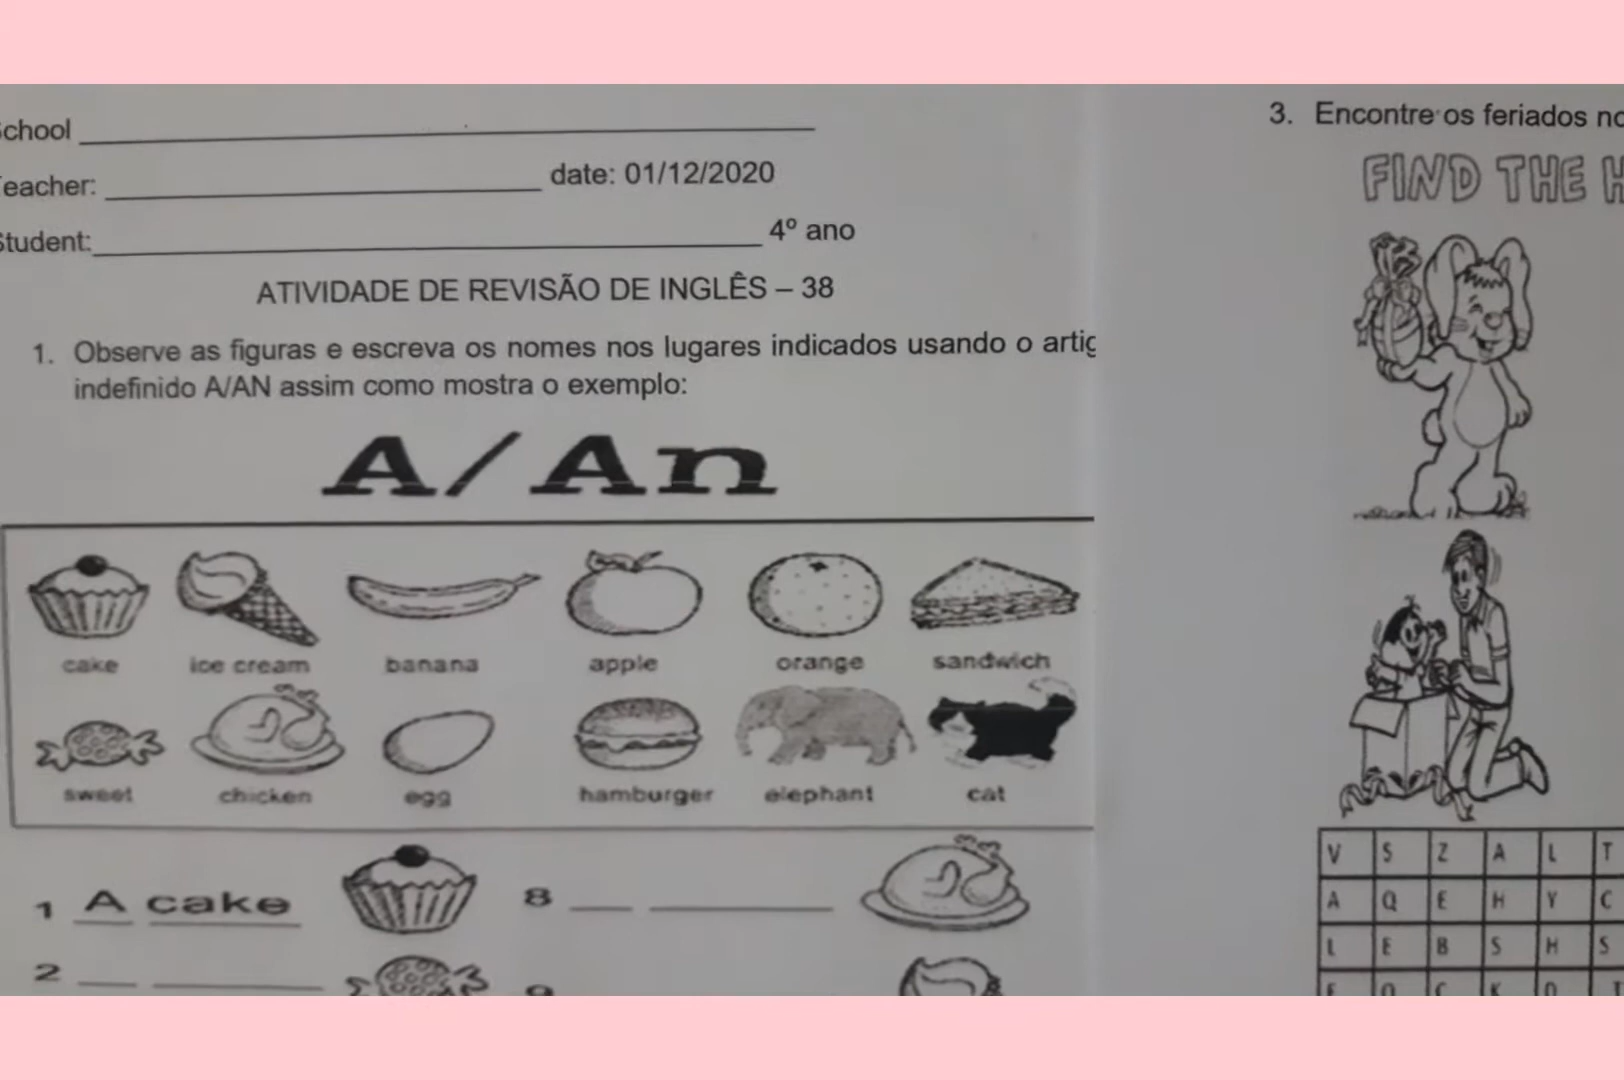 chool
eacher: date: 01/12/2020
Student: 4º ano
ATIVIDADE DE REVISÃO DE INGLÊS – 38
1. Observe as figuras e escreva os nomes nos lugares indicados usando o artig
indefinido A/AN assim como mostra o exemplo:
A/An
cake ice cream banana apple orange sandwich
sweet chicken egg hamburger elephant cat
1 A cake
8
2
3. Encontre os feriados no
FIND THE H
V S Z A L T
A Q E H Y C
L E B S H S